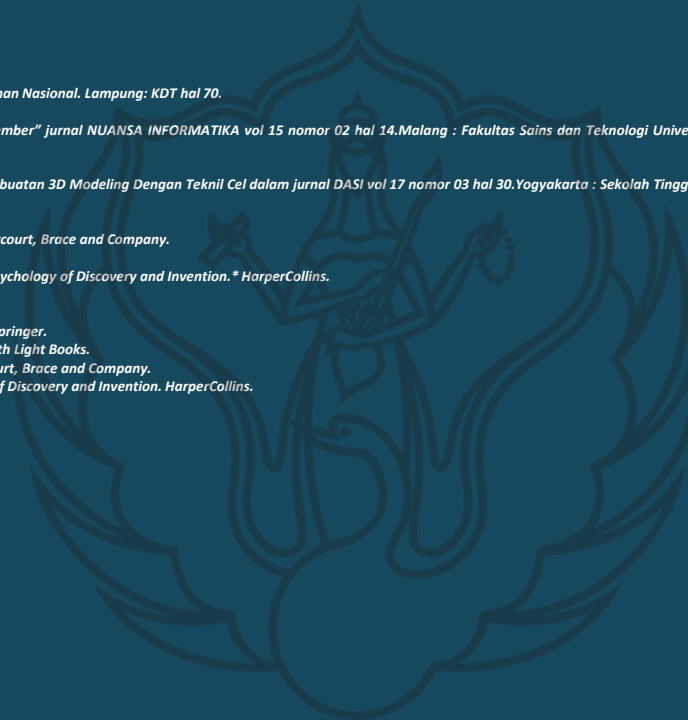 nan Nasional. Lampung: KDT hal 70.
ember” jurnal NUANSA INFORMATIKA vol 15 nomor 02 hal 14.Malang : Fakultas Sains dan Teknologi Unive
buatan 3D Modeling Dengan Teknil Cel dalam jurnal DASI vol 17 nomor 03 hal 30.Yogyakarta : Sekolah Tingg
court, Brace and Company.
ychology of Discovery and Invention.* HarperCollins.
pringer.
th Light Books.
urt, Brace and Company.
f Discovery and Invention. HarperCollins.